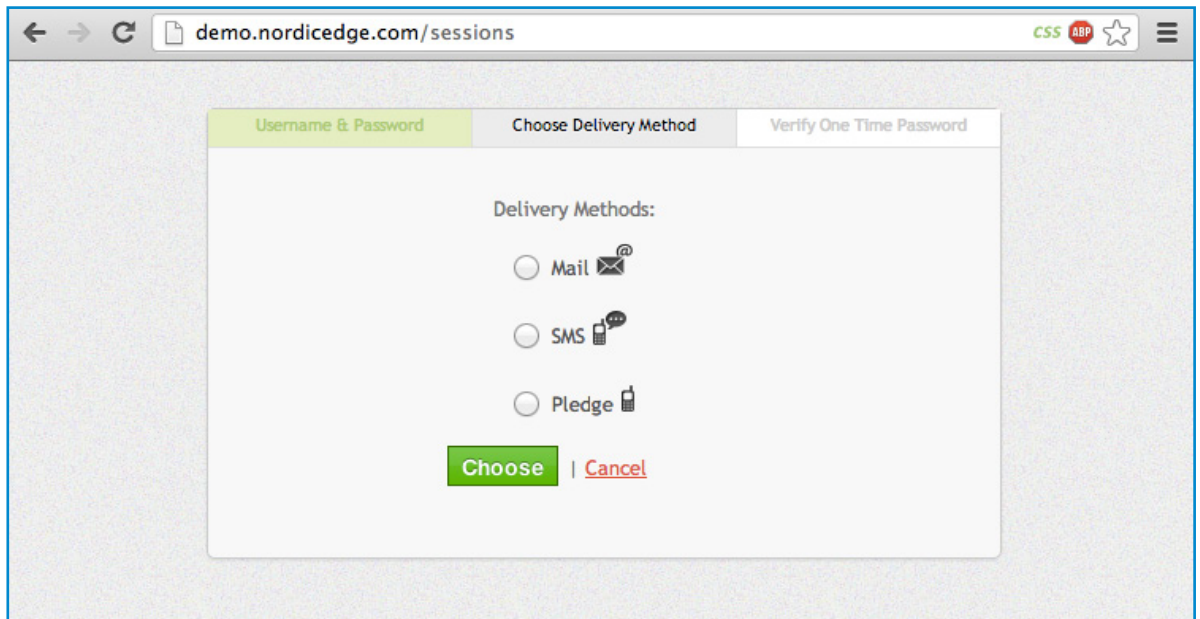 demo.nordicedge.com/sessions CSS ABP
Username & Password Choose Delivery Method Verify One Time Password
Delivery Methods:
Mail @
SMS
Pledge
Choose | Cancel